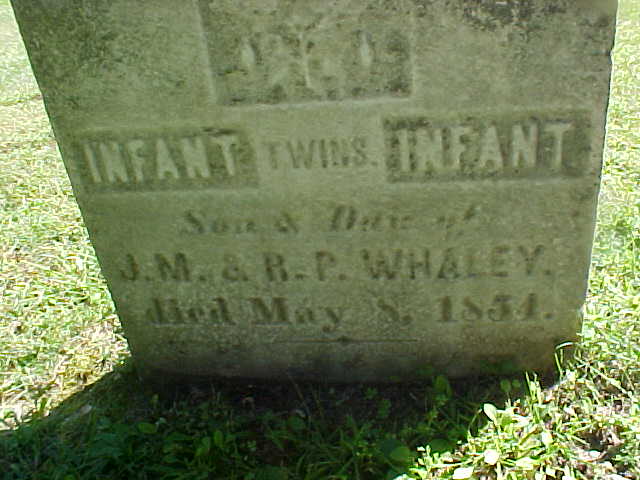 INFANT TWINS. INFANT
Son & Dau of
J.M. & R.P. WHALEY.
died May 8, 1854.